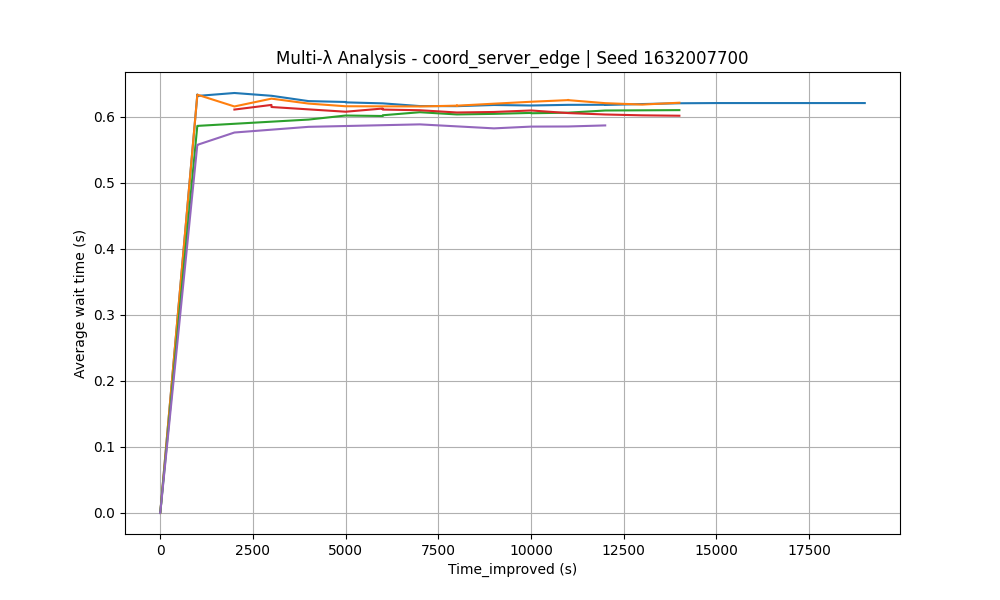 Multi-λ Analysis - coord_server_edge | Seed 1632007700
Average wait time (s)
0.6
0.5
0.4
0.3
0.2
0.1
0.0
0 2500 5000 7500 10000 12500 15000 17500
Time_improved (s)